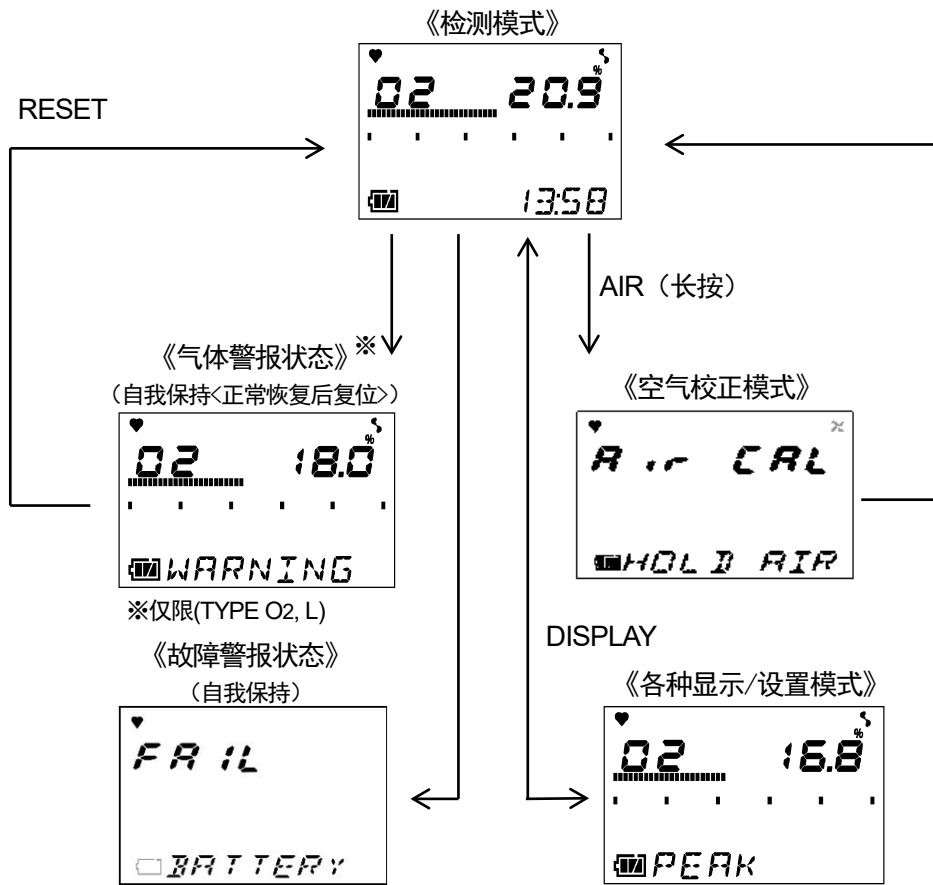 《检测模式》
RESET
O2 20.9%
13:58
AIR（长按）
《气体警报状态》※
（自我保持<正常恢复后复位>）
O2 18.0%
WARNING
※仅限(TYPE O2, L)
《空气校正模式》
Air CAL
HOLD AIR
DISPLAY
《故障警报状态》
（自我保持）
FAIL
BATTERY
《各种显示/设置模式》
O2 16.8%
PEAK